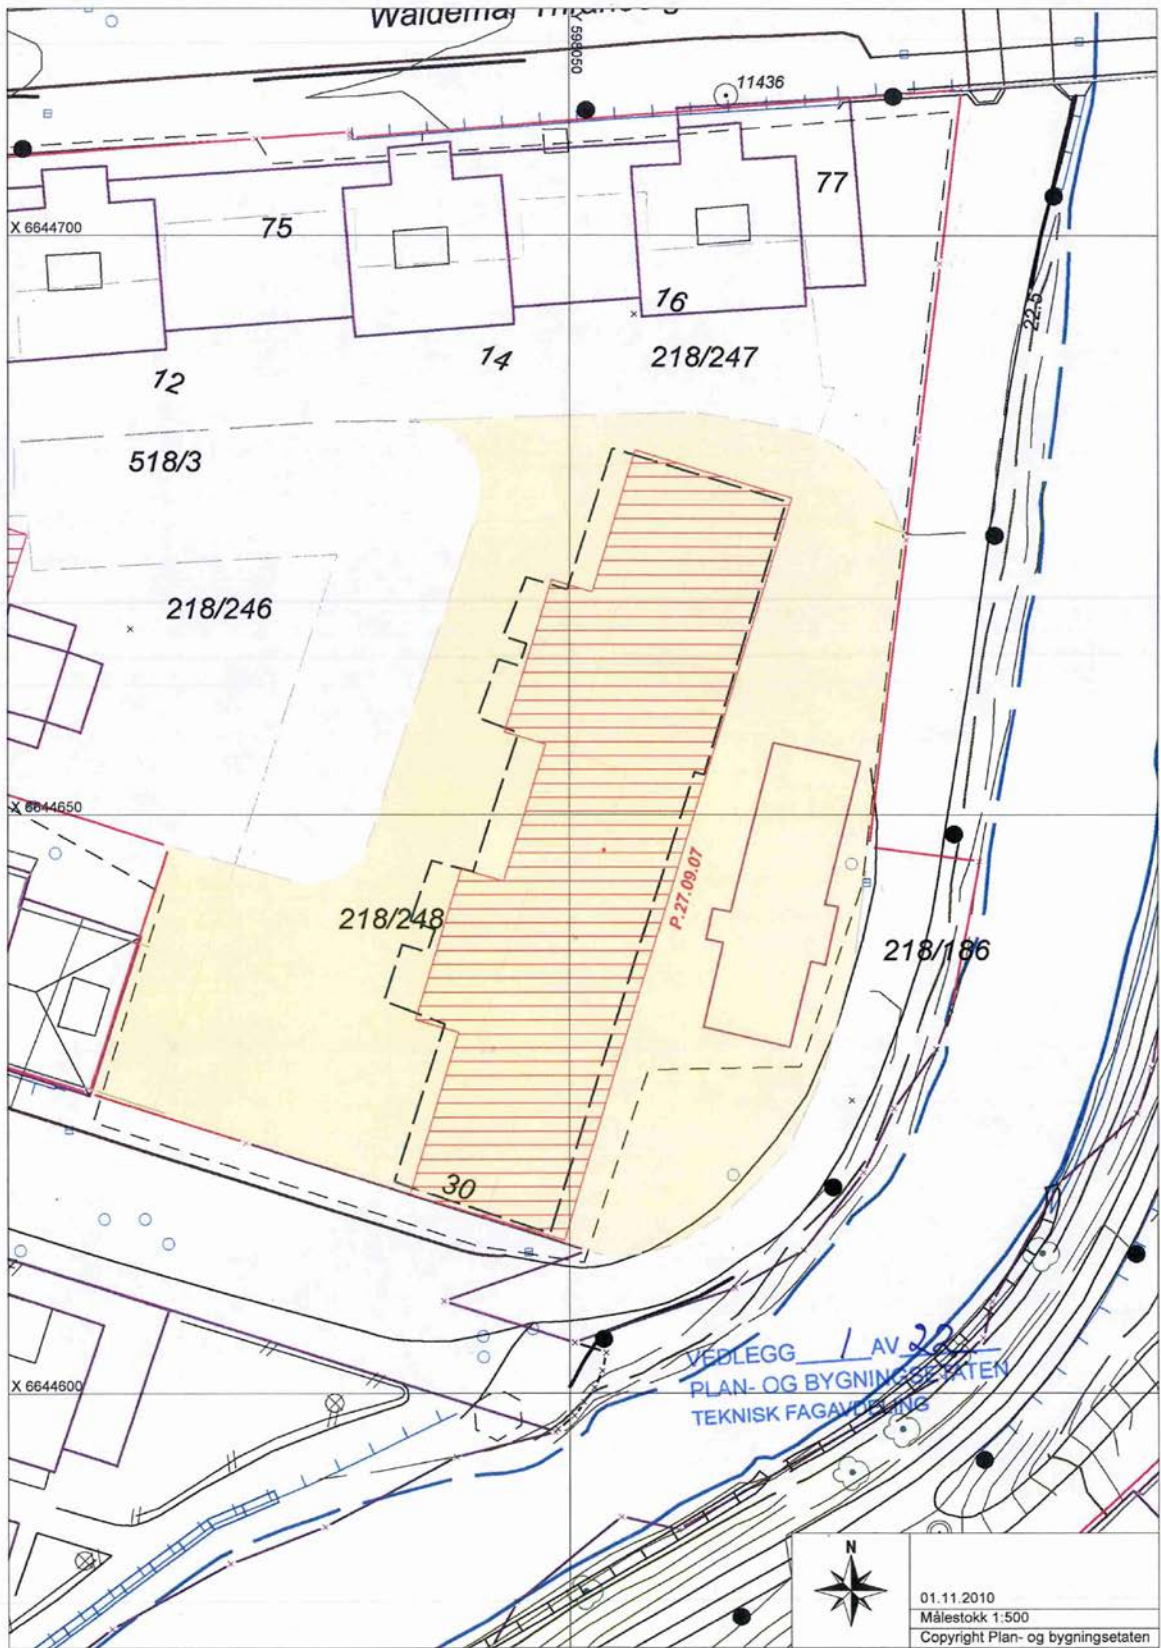 Waldemar
Y 598050
11436
77
75
X 6644700
16
22.5
14
218/247
12
518/3
218/246
X 6644650
P.27.09.07
218/248
218/186
30
VEDLEGG 1 AV 22
PLAN- OG BYGNINGSETATEN
TEKNISK FAGAVDELING
X 6644600
N
01.11.2010
Målestokk 1:500
Copyright Plan- og bygningsetaten